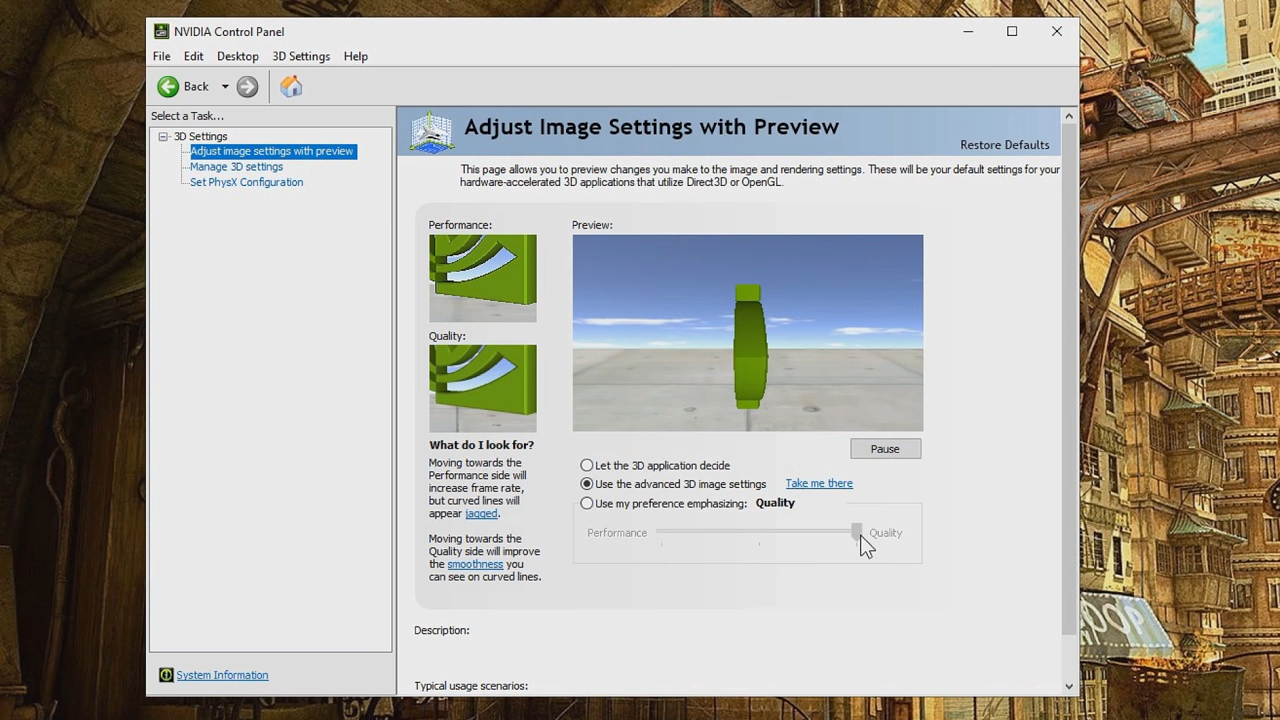 NVIDIA Control Panel
File Edit Desktop 3D Settings Help
Back
Select a Task...
3D Settings
Adjust image settings with preview
Manage 3D settings
Set PhysX Configuration
System Information
Adjust Image Settings with Preview
Restore Defaults
This page allows you to preview changes you make to the image and rendering settings. These will be your default settings for your
hardware-accelerated 3D applications that utilize Direct3D or OpenGL.
Performance:
Quality:
What do I look for?
Moving towards the
Performance side will
increase frame rate,
but curved lines will
appear jagged.
Moving towards the
Quality side will improve
the smoothness you
can see on curved lines.
Preview:
Pause
Let the 3D application decide
Use the advanced 3D image settings Take me there
Use my preference emphasizing: Quality
Performance Quality
Description:
Typical usage scenarios: